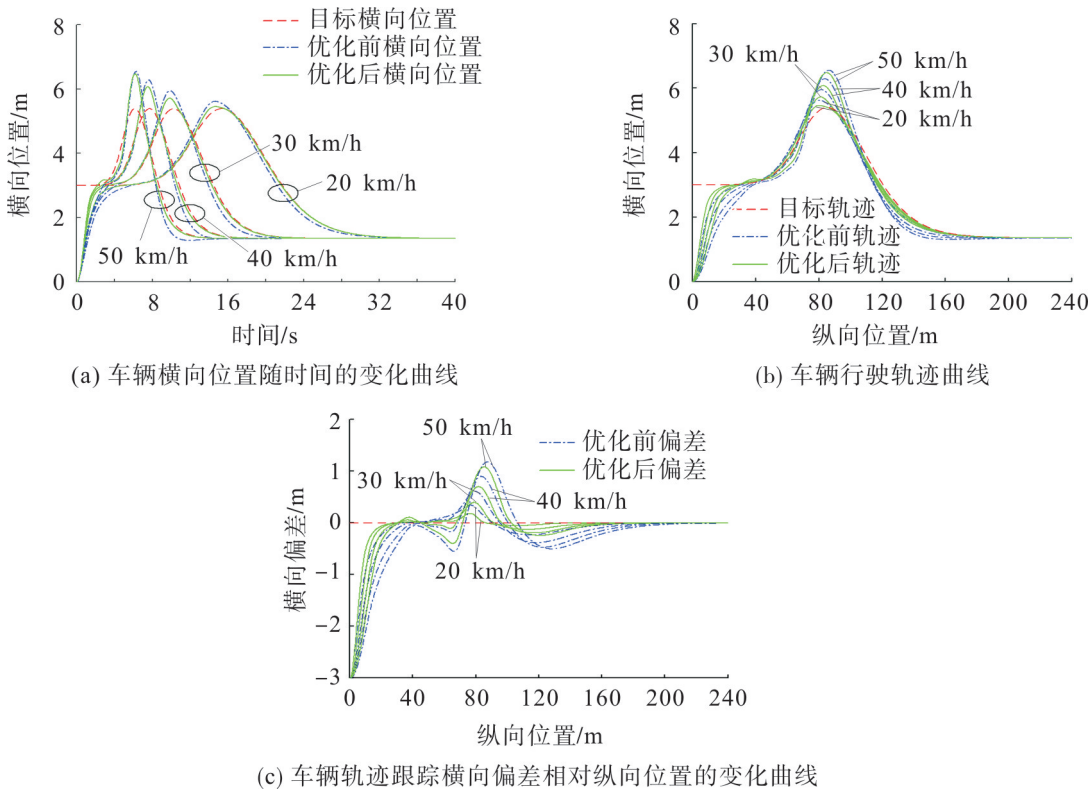 8
6
4
2
0
横向位置/m
目标横向位置
优化前横向位置
优化后横向位置
30 km/h
20 km/h
50 km/h
40 km/h
0 8 16 24 32 40
时间/s
(a) 车辆横向位置随时间的变化曲线
8
6
4
2
0
横向位置/m
30 km/h
50 km/h
40 km/h
20 km/h
目标轨迹
优化前轨迹
优化后轨迹
0 40 80 120 160 200 240
纵向位置/m
(b) 车辆行驶轨迹曲线
2
1
0
−1
−2
−3
横向偏差/m
50 km/h
30 km/h
40 km/h
20 km/h
优化前偏差
优化后偏差
0 40 80 120 160 200 240
纵向位置/m
(c) 车辆轨迹跟踪横向偏差相对纵向位置的变化曲线